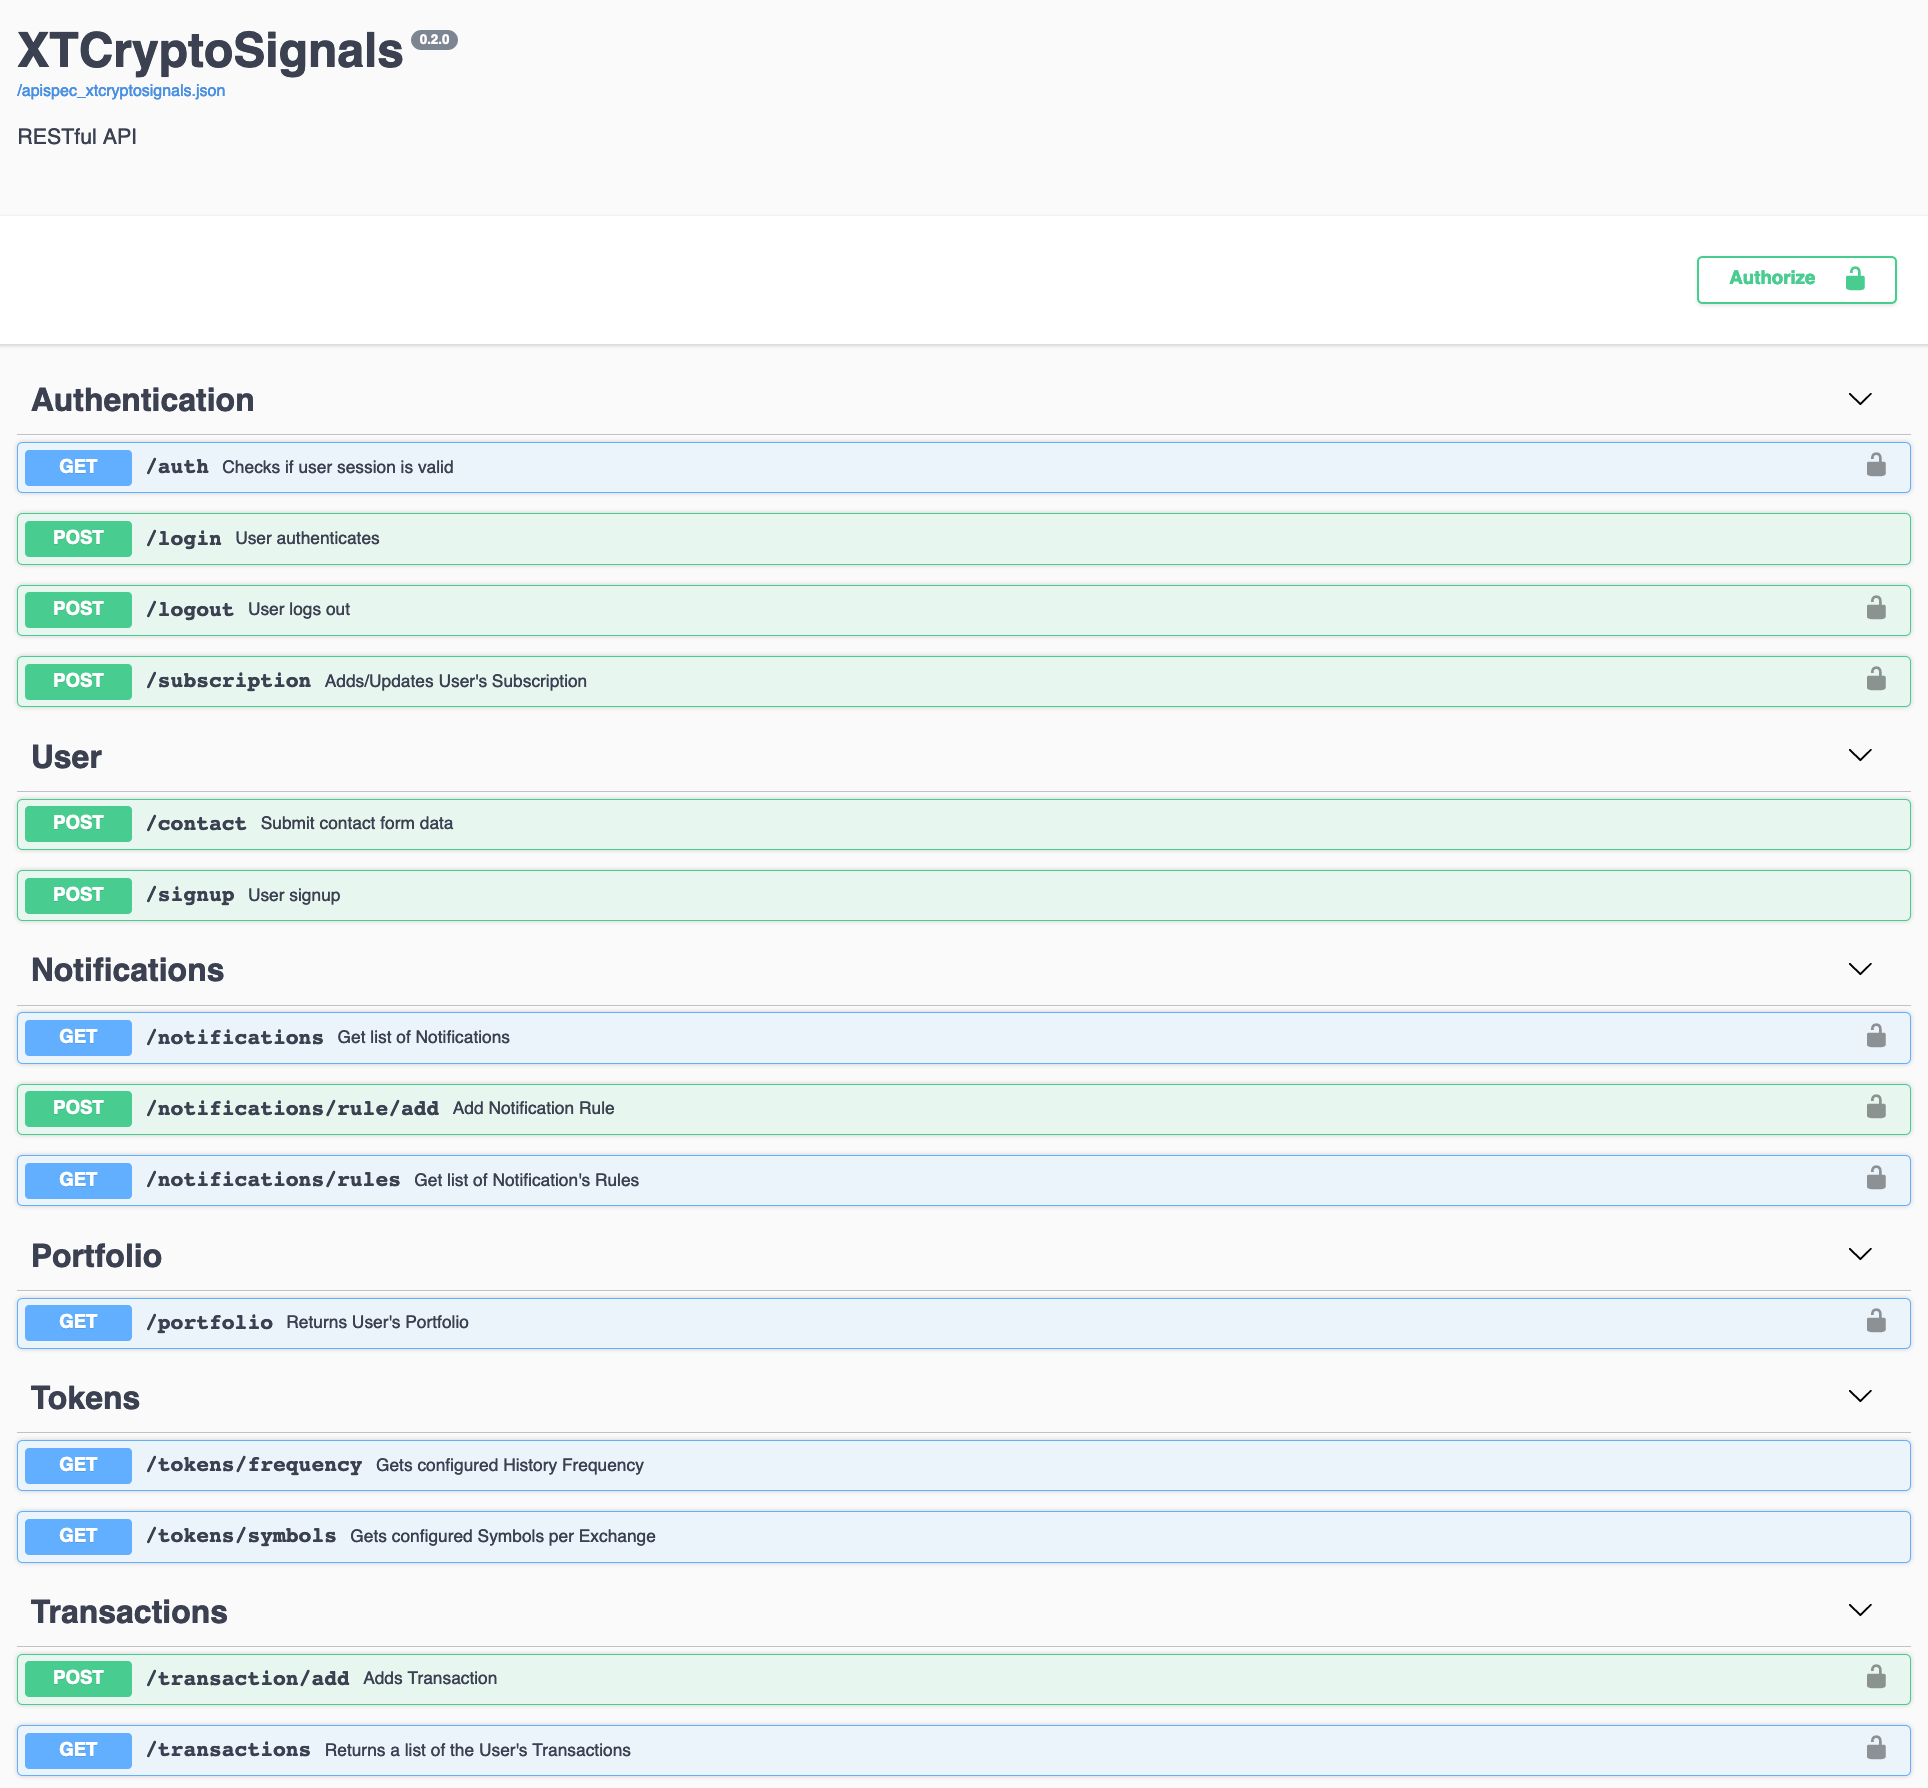 XTCryptoSignals 0.2.0
/apispec_xtcryptosignals.json
RESTful API
Authorize
Authentication
GET /auth Checks if user session is valid
POST /login User authenticates
POST /logout User logs out
POST /subscription Adds/Updates User's Subscription
User
POST /contact Submit contact form data
POST /signup User signup
Notifications
GET /notifications Get list of Notifications
POST /notifications/rule/add Add Notification Rule
GET /notifications/rules Get list of Notification's Rules
Portfolio
GET /portfolio Returns User's Portfolio
Tokens
GET /tokens/frequency Gets configured History Frequency
GET /tokens/symbols Gets configured Symbols per Exchange
Transactions
POST /transaction/add Adds Transaction
GET /transactions Returns a list of the User's Transactions